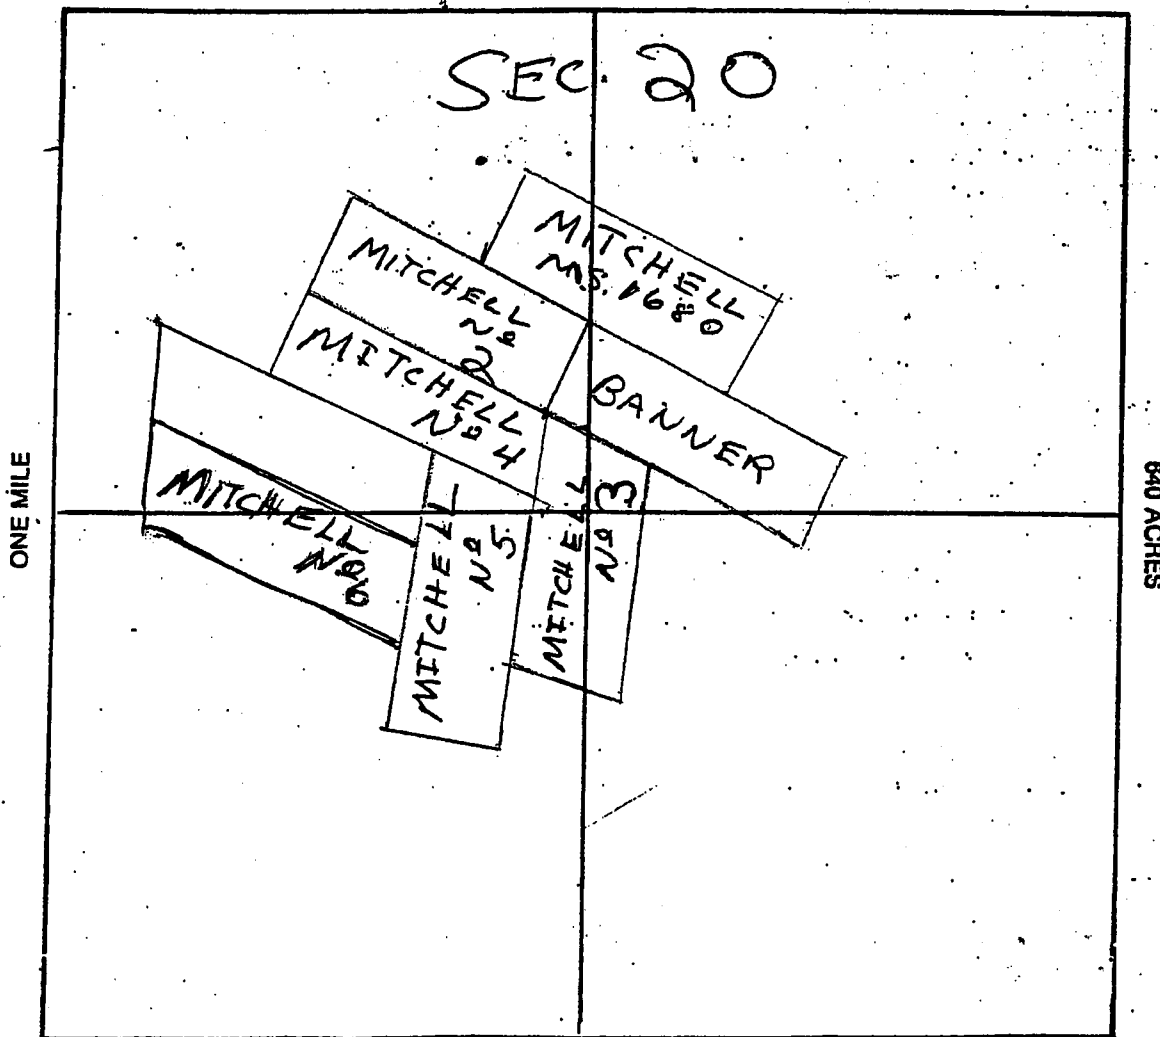 SEC. 20
MITCHELL
M.S. 1680
MITCHELL
Nº
2
MITCHELL
Nº 4
BANNER
MITCHELL
Nº 3
MITCHELL
Nº 5
MITCHELL
Nº 6
ONE MILE
640 ACRES